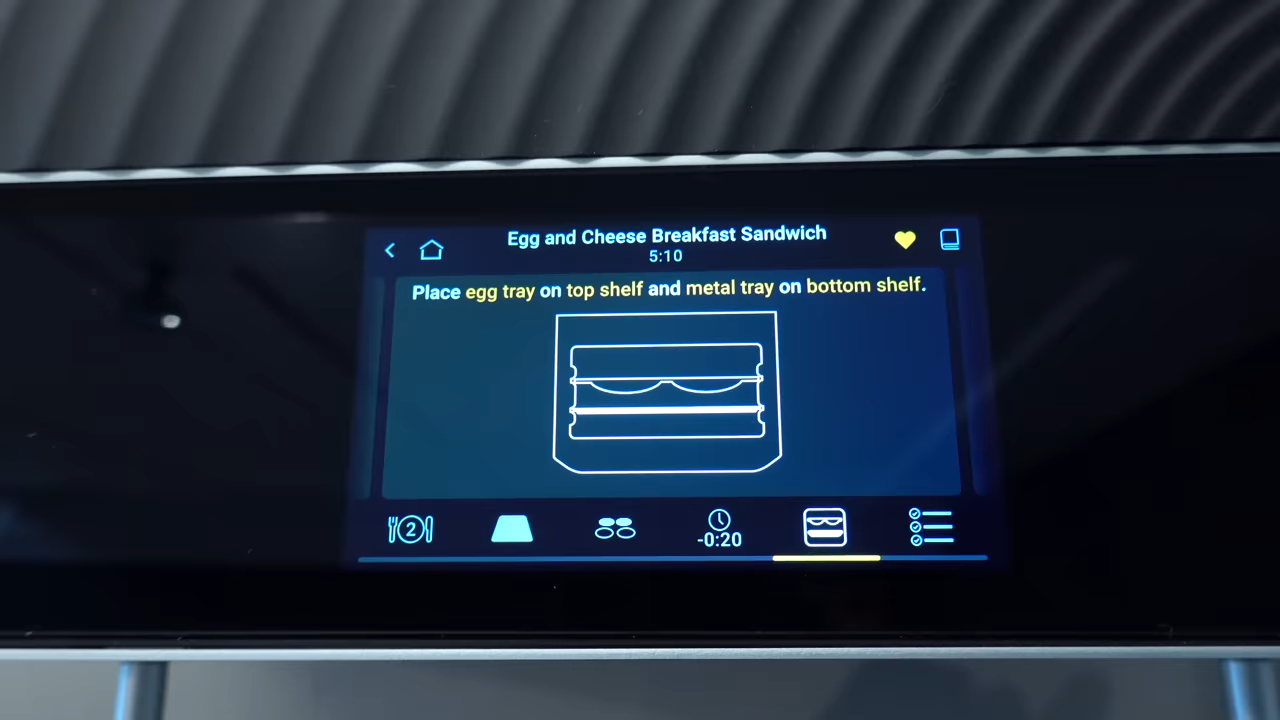 Egg and Cheese Breakfast Sandwich
5:10
Place egg tray on top shelf and metal tray on bottom shelf.
2
-0:20